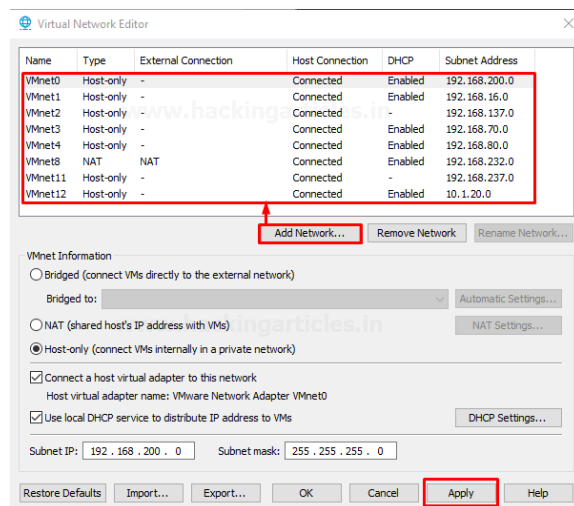 Virtual Network Editor
Name Type External Connection Host Connection DHCP Subnet Address
VMnet0 Host-only - Connected Enabled 192.168.200.0
VMnet1 Host-only - Connected Enabled 192.168.16.0
www.hackingarticles.in
VMnet2 Host-only - Connected - 192.168.137.0
VMnet3 Host-only - Connected Enabled 192.168.70.0
VMnet4 Host-only - Connected Enabled 192.168.80.0
VMnet8 NAT NAT Connected Enabled 192.168.232.0
VMnet11 Host-only - Connected - 192.168.237.0
VMnet12 Host-only - Connected Enabled 10.1.20.0
Add Network... Remove Network Rename Network...
VMnet Information
Bridged (connect VMs directly to the external network)
Bridged to: Automatic Settings...
NAT (shared host's IP address with VMs) NAT Settings...
www.hackingarticles.in
Host-only (connect VMs internally in a private network)
Connect a host virtual adapter to this network
Host virtual adapter name: VMware Network Adapter VMnet0
Use local DHCP service to distribute IP address to VMs DHCP Settings...
Subnet IP: 192 . 168 . 200 . 0 Subnet mask: 255 . 255 . 255 . 0
Restore Defaults Import... Export... OK Cancel Apply Help